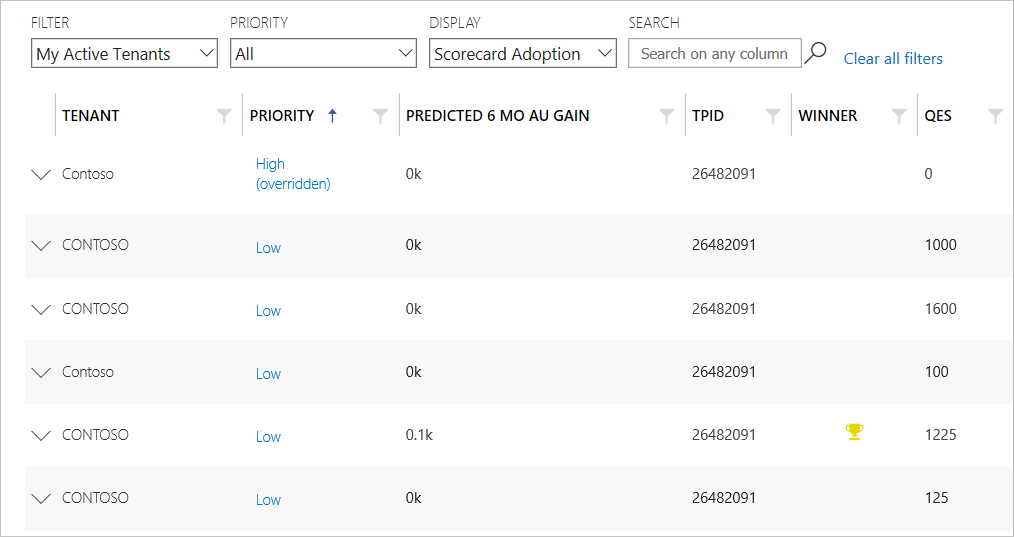 FILTER PRIORITY DISPLAY SEARCH
My Active Tenants All Scorecard Adoption Search on any column Clear all filters
TENANT PRIORITY PREDICTED 6 MO AU GAIN TPID WINNER QES
Contoso High (overridden) 0k 26482091 0
CONTOSO Low 0k 26482091 1000
CONTOSO Low 0k 26482091 1600
Contoso Low 0k 26482091 100
CONTOSO Low 0.1k 26482091 1225
CONTOSO Low 0k 26482091 125